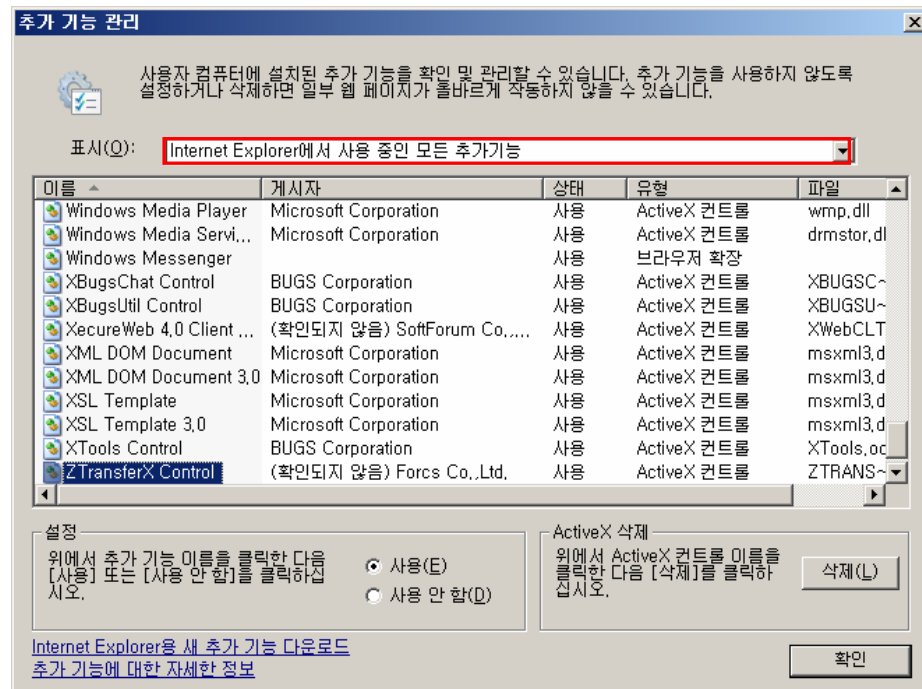 추가 기능 관리
사용자 컴퓨터에 설치된 추가 기능을 확인 및 관리할 수 있습니다. 추가 기능을 사용하지 않도록
설정하거나 삭제하면 일부 웹 페이지가 올바르게 작동하지 않을 수 있습니다.
표시(O): Internet Explorer에서 사용 중인 모든 추가기능
이름 게시자 상태 유형 파일
Windows Media Player Microsoft Corporation 사용 ActiveX 컨트롤 wmp.dll
Windows Media Servi... Microsoft Corporation 사용 ActiveX 컨트롤 drmstor.dl
Windows Messenger 사용 브라우저 확장
XBugsChat Control BUGS Corporation 사용 ActiveX 컨트롤 XBUGSC~
XBugsUtil Control BUGS Corporation 사용 ActiveX 컨트롤 XBUGSU~
XecureWeb 4.0 Client ... (확인되지 않음) SoftForum Co.,... 사용 ActiveX 컨트롤 XWebCLT
XML DOM Document Microsoft Corporation 사용 ActiveX 컨트롤 msxml3.d
XML DOM Document 3.0 Microsoft Corporation 사용 ActiveX 컨트롤 msxml3.d
XSL Template Microsoft Corporation 사용 ActiveX 컨트롤 msxml3.d
XSL Template 3.0 Microsoft Corporation 사용 ActiveX 컨트롤 msxml3.d
XTools Control BUGS Corporation 사용 ActiveX 컨트롤 XTools.oc
ZTransferX Control (확인되지 않음) Forcs Co.,Ltd. 사용 ActiveX 컨트롤 ZTRANS~
설정
위에서 추가 기능 이름을 클릭한 다음
[사용] 또는 [사용 안 함]을 클릭하십
시오.
사용(E)
사용 안 함(D)
ActiveX 삭제
위에서 ActiveX 컨트롤 이름을
클릭한 다음 [삭제]를 클릭하
십시오.
삭제(L)
Internet Explorer용 새 추가 기능 다운로드
추가 기능에 대한 자세한 정보
확인